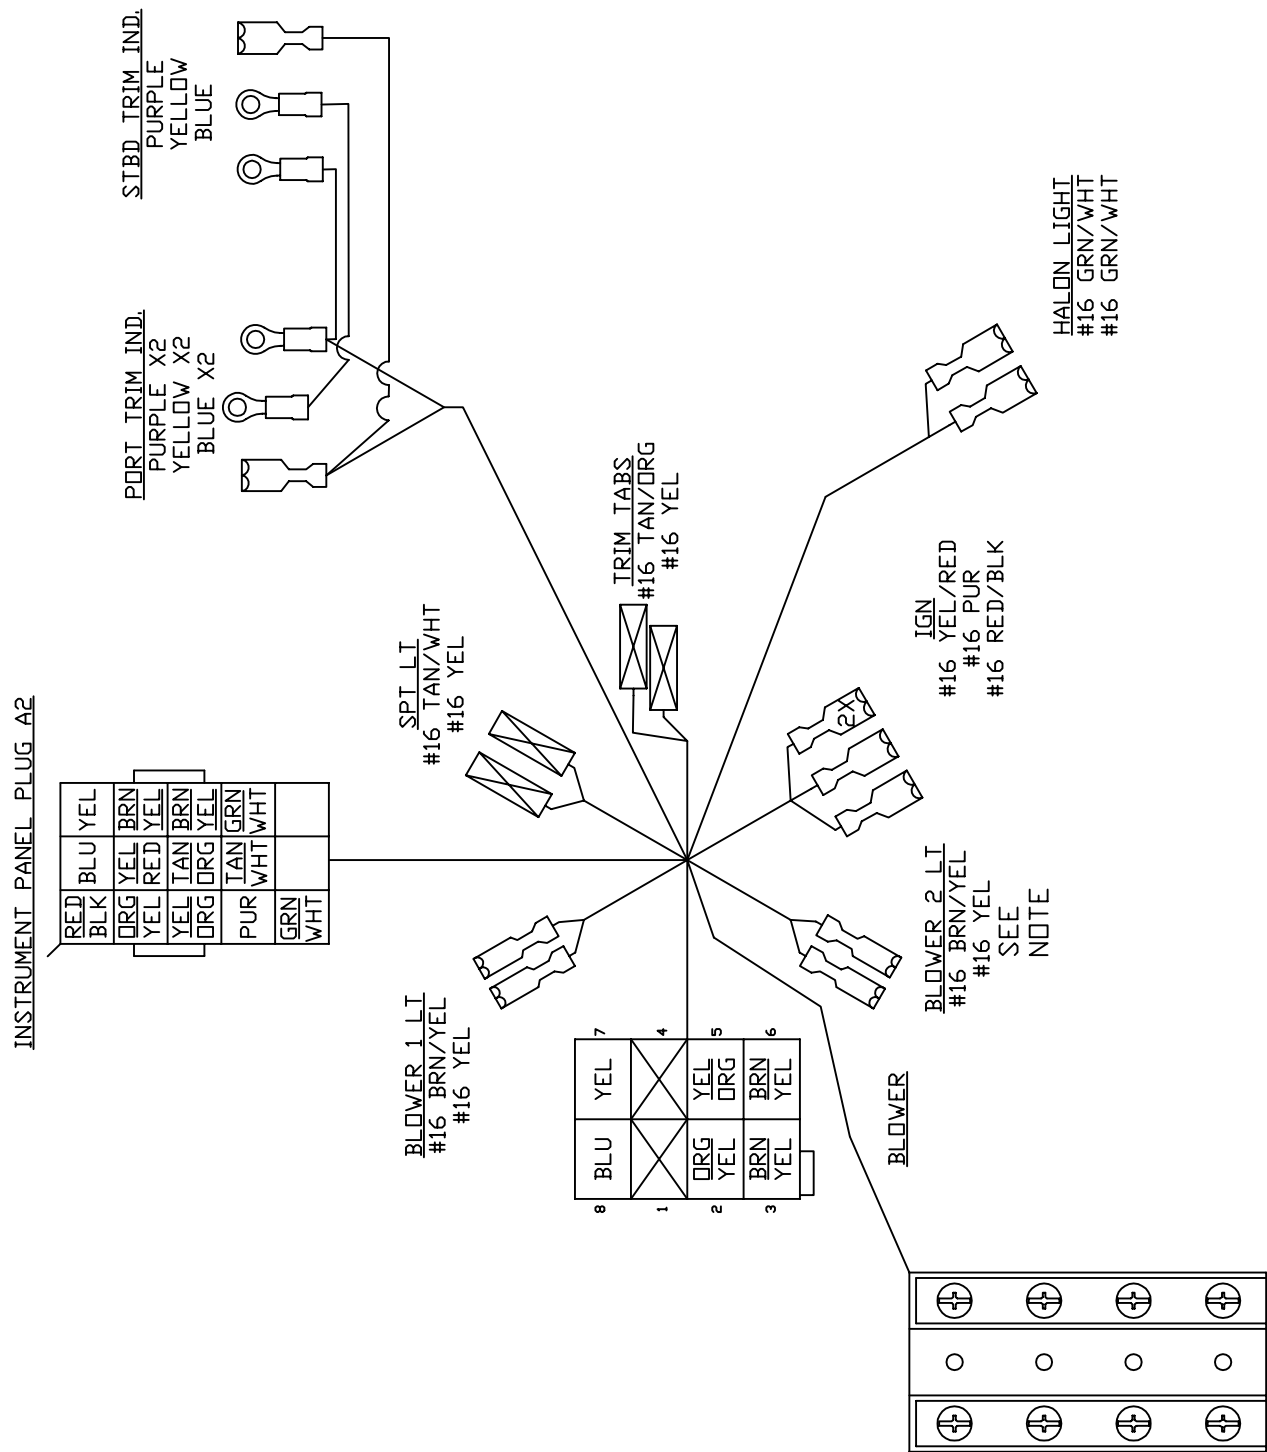 INSTRUMENT PANEL PLUG A2
RED BLU YEL
BLK
ORG YEL BRN
YEL RED YEL
YEL TAN BRN
ORG ORG YEL
PUR TAN GRN
WHT WHT
GRN
WHT
PORT TRIM IND.
PURPLE X2
YELLOW X2
BLUE X2
STBD TRIM IND.
PURPLE
YELLOW
BLUE
BLOWER 1 LT
#16 BRN/YEL
#16 YEL
SPT LT
#16 TAN/WHT
#16 YEL
TRIM TABS
#16 TAN/ORG
#16 YEL
8 BLU YEL 7
1 4
2 ORG YEL 5
YEL ORG
3 BRN BRN 6
YEL YEL
2X
BLOWER
BLOWER 2 LT
#16 BRN/YEL
#16 YEL
SEE
NOTE
IGN
#16 YEL/RED
#16 PUR
#16 RED/BLK
HALON LIGHT
#16 GRN/WHT
#16 GRN/WHT